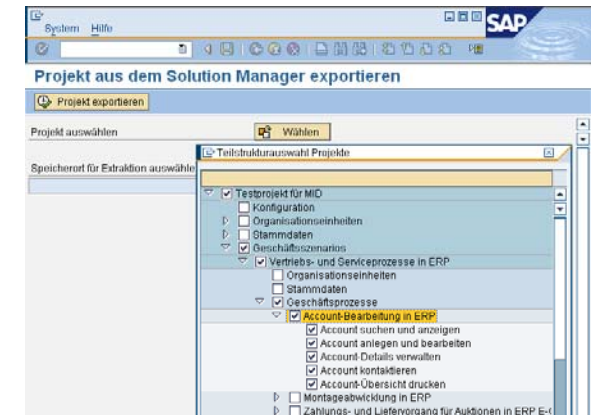 System Hilfe
SAP
Projekt aus dem Solution Manager exportieren
Projekt exportieren
Projekt auswählen
Wählen
Speicherort für Extraktion auswähle
Teilstrukturauswahl Projekte
Testprojekt für MID
Konfiguration
Organisationseinheiten
Stammdaten
Geschäftsszenarios
Vertriebs- und Serviceprozesse in ERP
Organisationseinheiten
Stammdaten
Geschäftsprozesse
Account-Bearbeitung in ERP
Account suchen und anzeigen
Account anlegen und bearbeiten
Account-Details verwalten
Account kontaktieren
Account-Übersicht drucken
Montageabwicklung in ERP
Zahlungs- und Liefervorgang für Auktionen in ERP E-